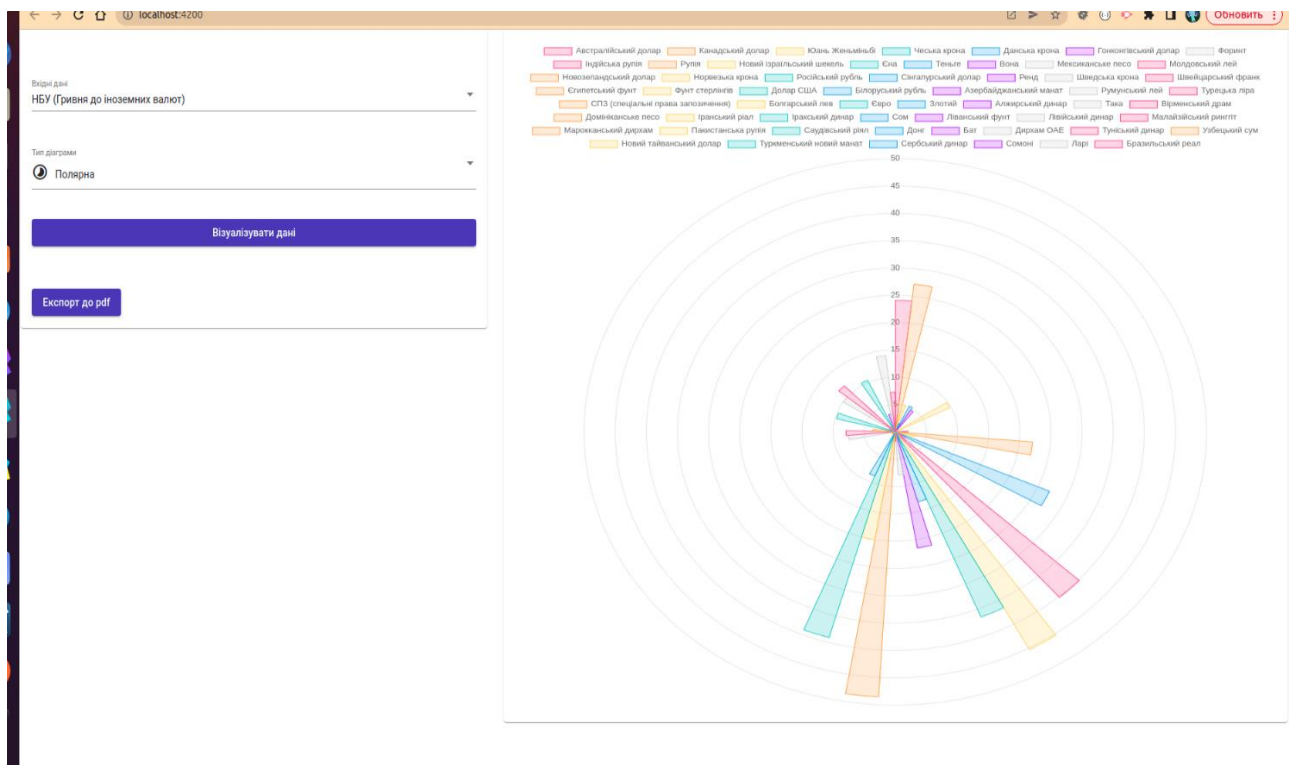 localhost:4200
Обновить
Вхідні дані
НБУ (Гривня до іноземних валют)
Тип діаграми
Полярна
Візуалізувати дані
Експорт до pdf
Австралійський долар Канадський долар Юань Женьміньбі Чеська крона Данська крона Гонконгівський долар Форинт
Індійська рупія Рупія Новий ізраїльський шекель Єна Теньге Вона Мексиканське песо Молдовський лей
Новозеландський долар Норвезька крона Російський рубль Сінгапурський долар Ренд Шведська крона Швейцарський франк
Єгипетський фунт Фунт стерлінгів Долар США Білоруський рубль Азербайджанський манат Румунський лей Турецька ліра
СПЗ (спеціальні права запозичення) Болгарський лев Євро Злотий Алжирський динар Така Вірменський драм
Домініканське песо Іранський ріал Іракський динар Сом Ліванський фунт Лівійський динар Малайзійський рингіт
Марокканський дирхам Пакистанська рупія Саудівський ріял Донг Бат Дирхам ОАЕ Туніський динар Узбецький сум
Новий тайванський долар Туркменський новий манат Сербський динар Сомоні Ларі Бразильський реал
50
45
40
35
30
25
20
15
10
5